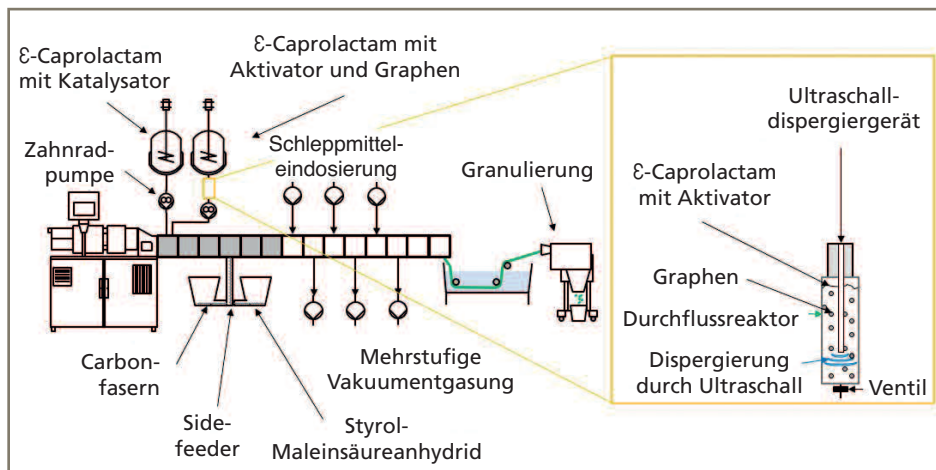 ε-Caprolactam
mit Katalysator
ε-Caprolactam mit
Aktivator und Graphen
Zahnrad-
pumpe
Schleppmittel-
eindosierung
Granulierung
Carbon-
fasern
Side-
feeder
Styrol-
Maleinsäureanhydrid
Mehrstufige
Vakuumentgasung
Ultraschall-
dispergiergerät
ε-Caprolactam
mit Aktivator
Graphen
Durchflussreaktor
Dispergierung
durch Ultraschall
Ventil